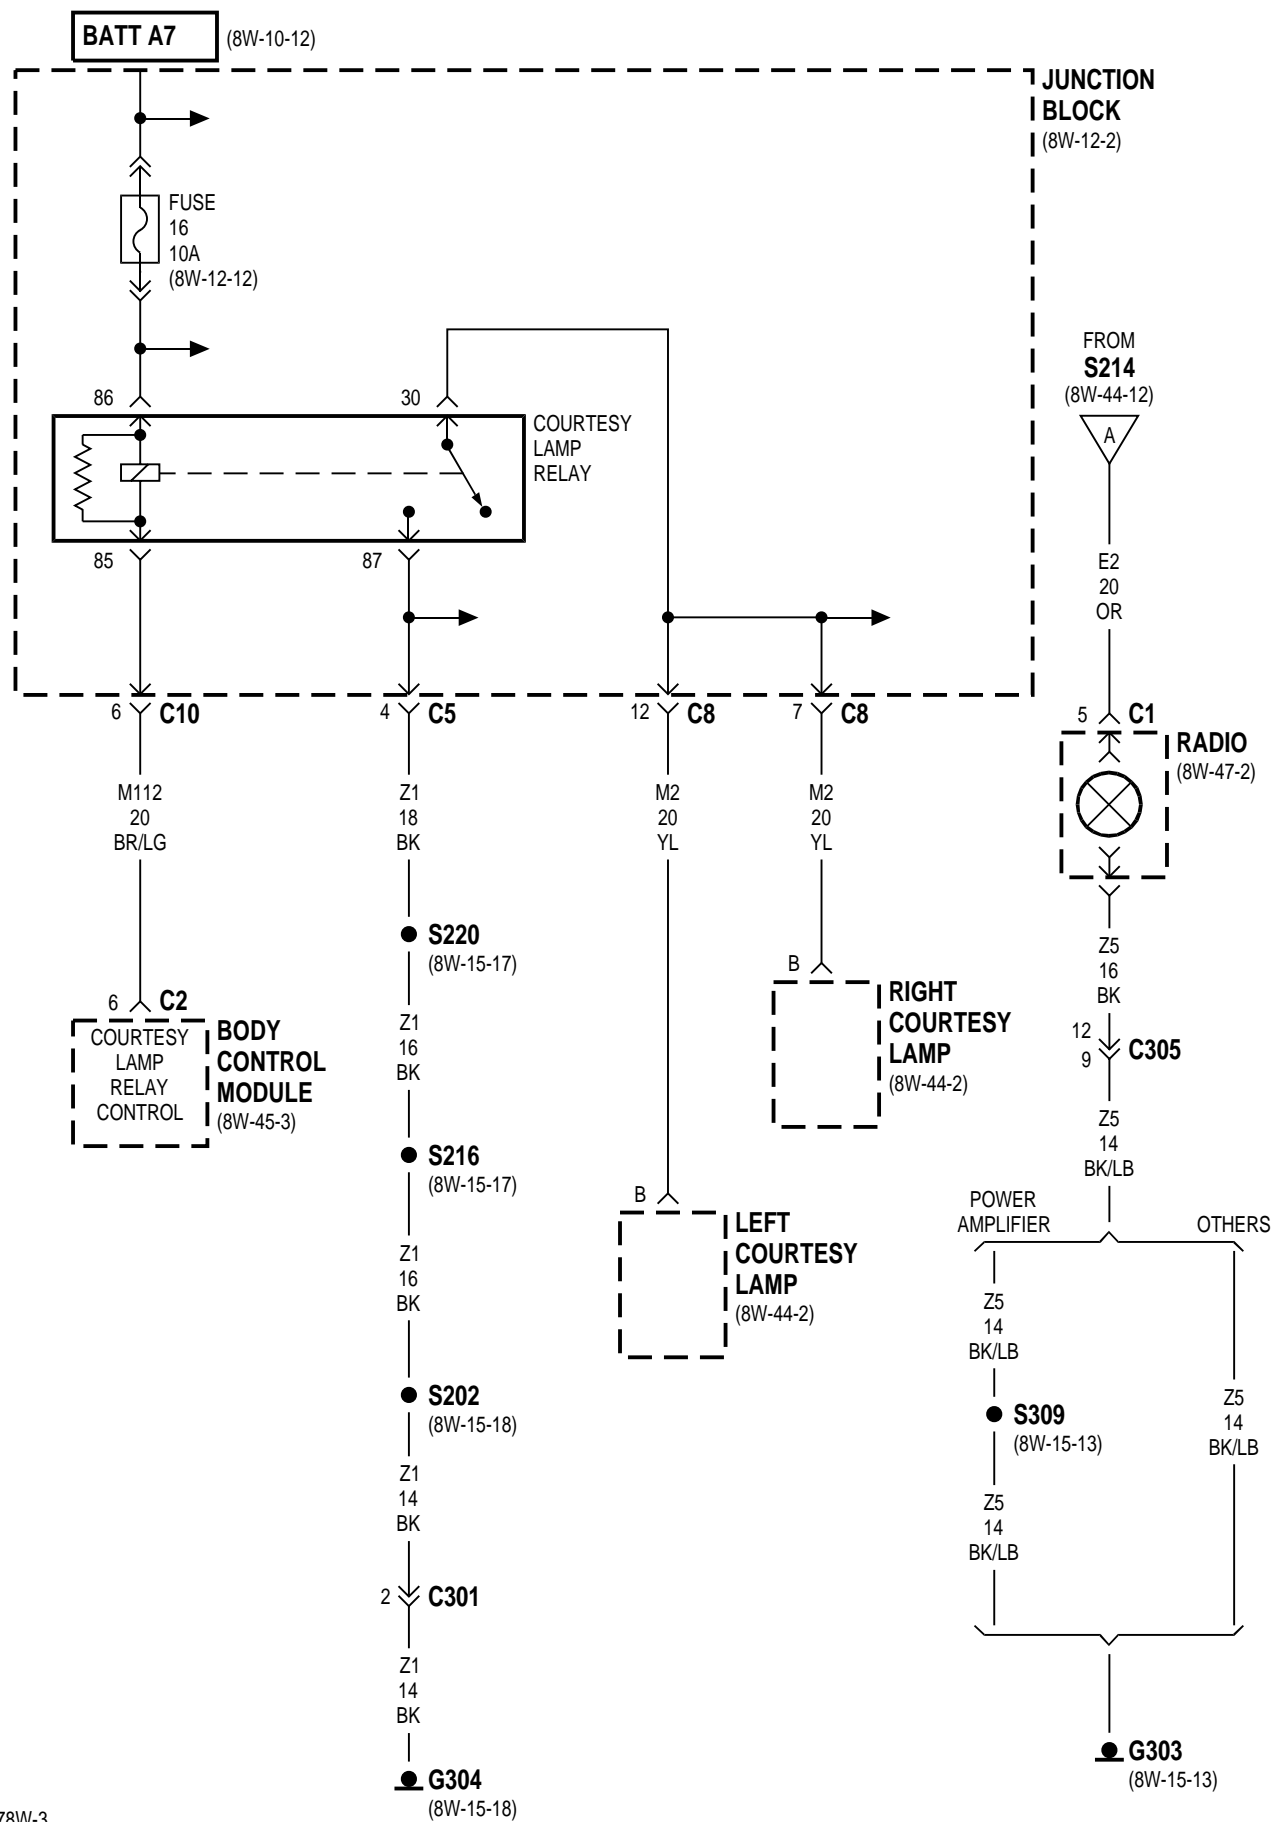 BATT A7 (8W-10-12)
JUNCTION
BLOCK
(8W-12-2)
FUSE
16
10A
(8W-12-12)
86
30
COURTESY
LAMP
RELAY
85
87
FROM
S214
(8W-44-12)
A
E2
20
OR
6 C10
4 C5
12 C8
7 C8
5 C1
RADIO
(8W-47-2)
M112
20
BR/LG
Z1
18
BK
M2
20
YL
M2
20
YL
S220
(8W-15-17)
Z5
16
BK
B
RIGHT
COURTESY
LAMP
(8W-44-2)
6 C2
COURTESY
LAMP
RELAY
CONTROL
BODY
CONTROL
MODULE
(8W-45-3)
Z1
16
BK
12
9
C305
Z5
14
BK/LB
S216
(8W-15-17)
B
LEFT
COURTESY
LAMP
(8W-44-2)
POWER
AMPLIFIER
OTHERS
Z1
16
BK
Z5
14
BK/LB
S202
(8W-15-18)
S309
(8W-15-13)
Z5
14
BK/LB
Z1
14
BK
Z5
14
BK/LB
2 C301
Z1
14
BK
G304
(8W-15-18)
G303
(8W-15-13)
78W-3